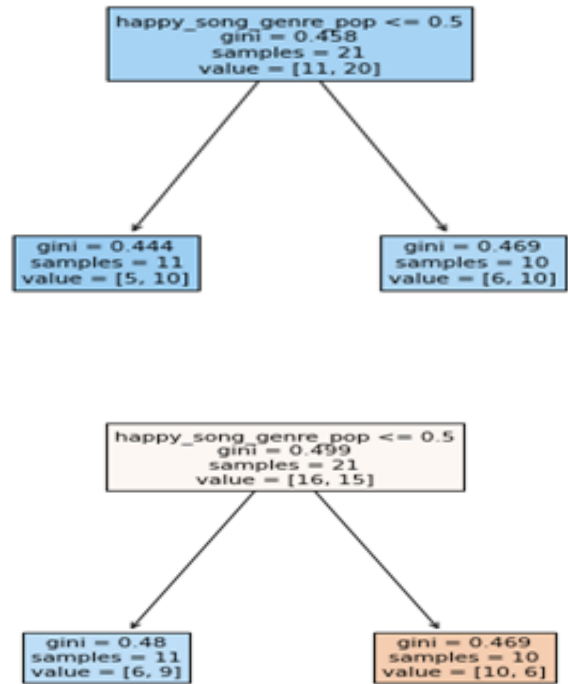 happy_song_genre_pop <= 0.5
gini = 0.458
samples = 21
value = [11, 20]
gini = 0.444
samples = 11
value = [5, 10]
gini = 0.469
samples = 10
value = [6, 10]
happy_song_genre_pop <= 0.5
gini = 0.499
samples = 21
value = [16, 15]
gini = 0.48
samples = 11
value = [6, 9]
gini = 0.469
samples = 10
value = [10, 6]